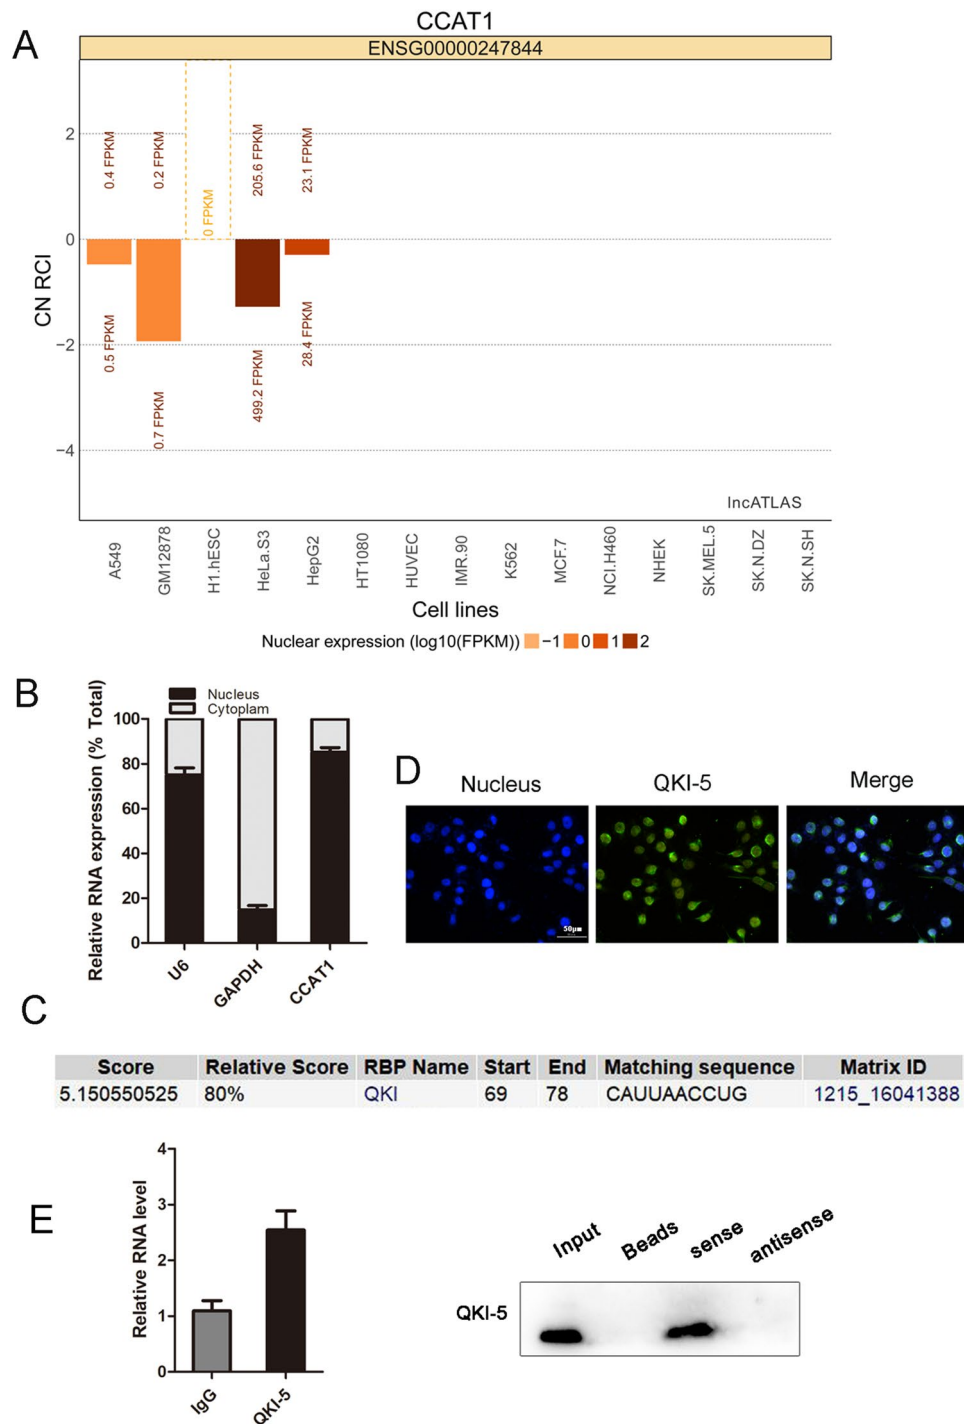 CCAT1
A
ENSG00000247844
2
0
−2
−4
CN RCI
0.4 FPKM
0.2 FPKM
0 FPKM
205.6 FPKM
23.1 FPKM
0.5 FPKM
0.7 FPKM
499.2 FPKM
28.4 FPKM
lncATLAS
A549
GM12878
H1.hESC
HeLa.S3
HepG2
HT1080
HUVEC
IMR.90
K562
MCF.7
NCI.H460
NHEK
SK.MEL.5
SK.N.DZ
SK.N.SH
Cell lines
Nuclear expression (log10(FPKM)) −1 0 1 2
B
Nucleus
Cytoplam
Relative RNA expression (% Total)
100
80
60
40
20
0
U6
GAPDH
CCAT1
D
Nucleus QKI-5 Merge
50μm
C
Score Relative Score RBP Name Start End Matching sequence Matrix ID
5.150550525 80% QKI 69 78 CAUUAACCUG 1215_16041388
E
Relative RNA level
4
3
2
1
0
IgG
QKI-5
Input Beads sense antisense
QKI-5